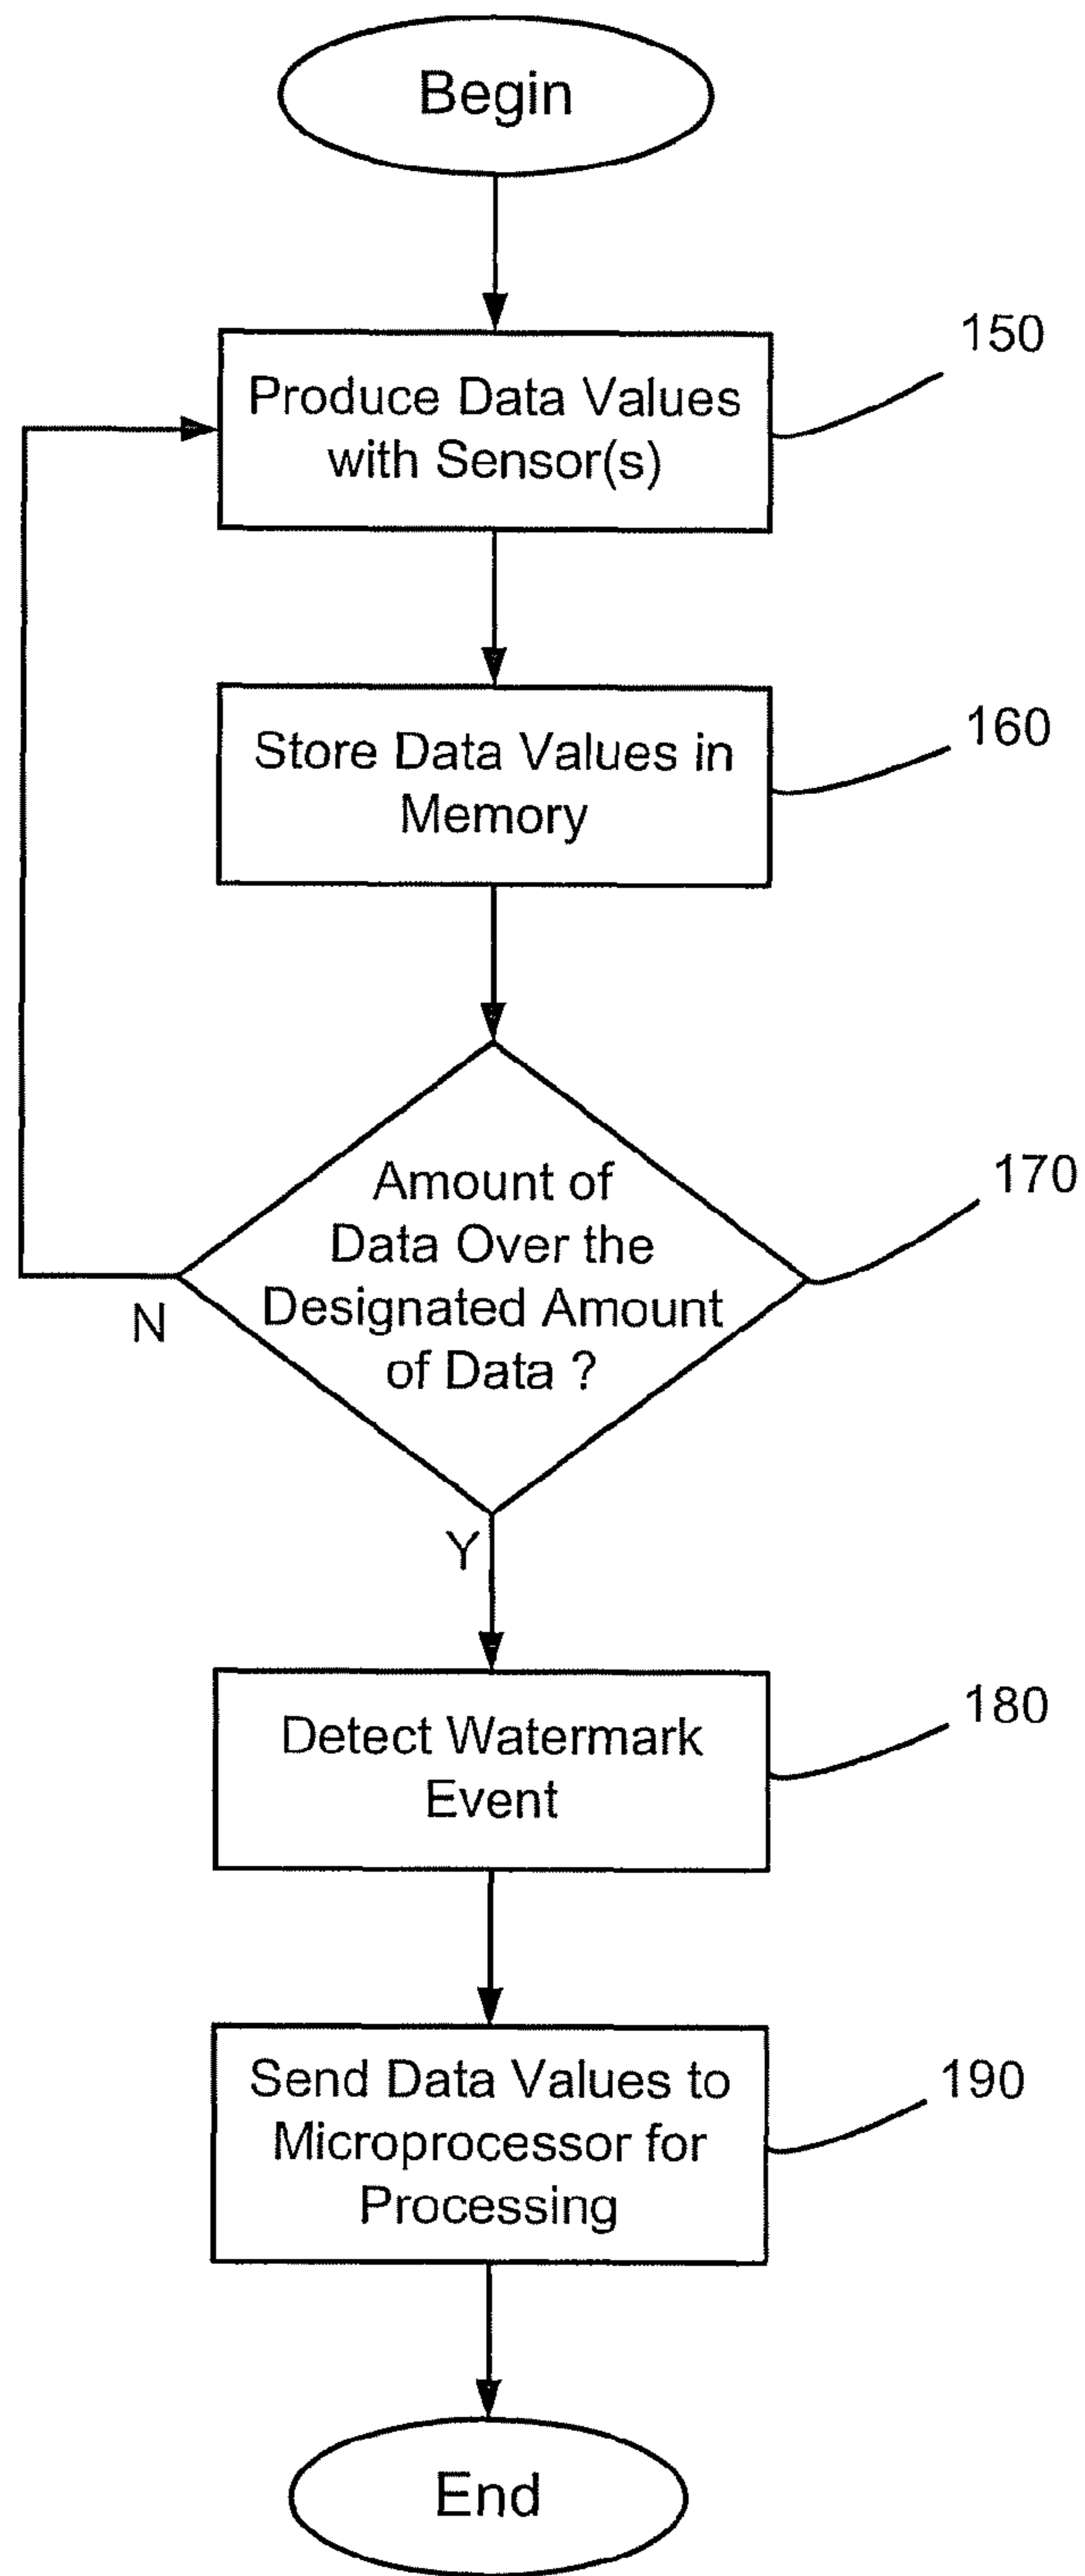 Begin
150
Produce Data Values
with Sensor(s)
160
Store Data Values in
Memory
170
Amount of
Data Over the
Designated Amount
of Data ?
N
Y
180
Detect Watermark
Event
190
Send Data Values to
Microprocessor for
Processing
End